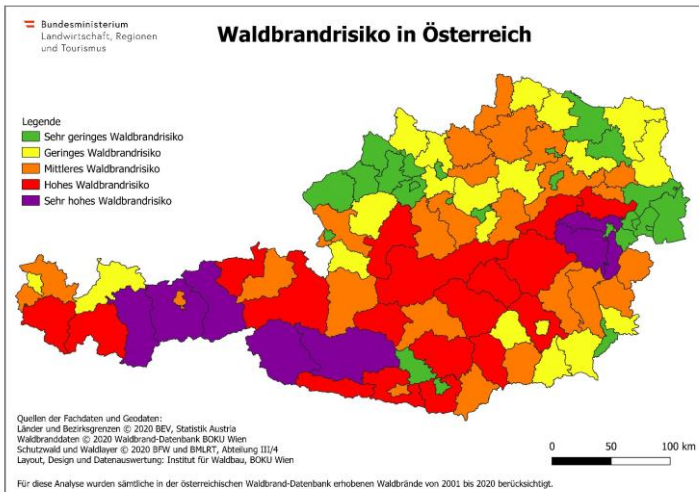 Bundesministerium
Landwirtschaft, Regionen
und Tourismus
Waldbrandrisiko in Österreich
Legende
Sehr geringes Waldbrandrisiko
Geringes Waldbrandrisiko
Mittleres Waldbrandrisiko
Hohes Waldbrandrisiko
Sehr hohes Waldbrandrisiko
Quellen der Fachdaten und Geodaten:
Länder und Bezirksgrenzen © 2020 BEV, Statistik Austria
Waldbranddaten © 2020 Waldbrand-Datenbank BOKU Wien
Schutzwald und Waldlayer © 2020 BFW und BMLRT, Abteilung III/4
Layout, Design und Datenauswertung: Institut für Waldbau, BOKU Wien
0 50 100 km
Für diese Analyse wurden sämtliche in der österreichischen Waldbrand-Datenbank erhobenen Waldbrände von 2001 bis 2020 berücksichtigt.